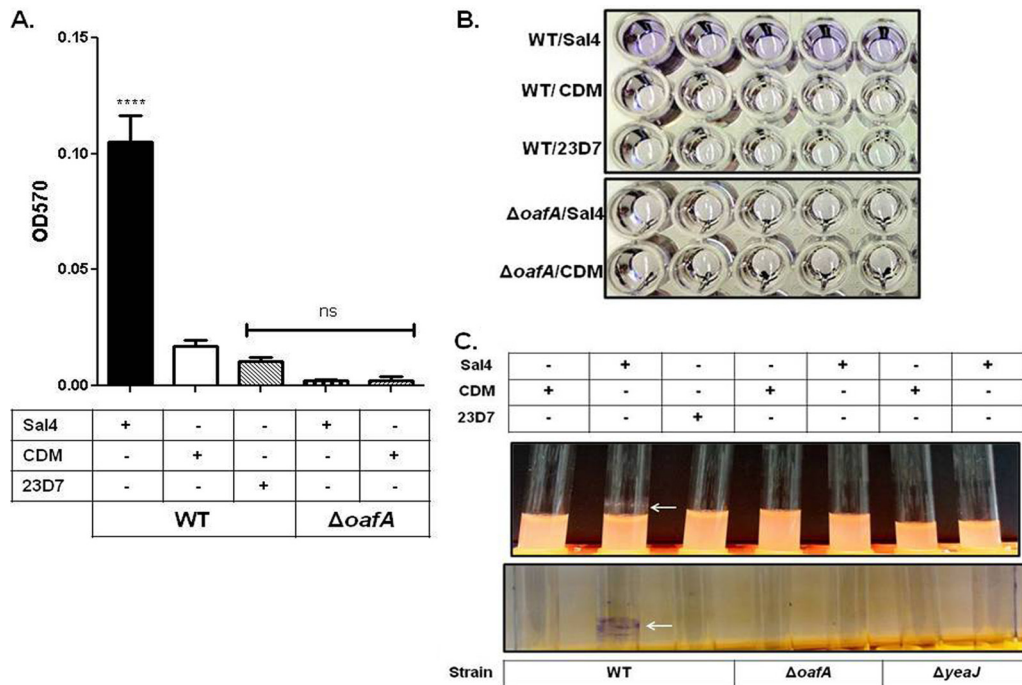 A.
0.15
0.10
0.05
0.00
OD570
****
ns
Sal4 + - - + -
CDM - + - - +
23D7 - - + - -
WT ΔoafA
B.
WT/Sal4
WT/ CDM
WT/23D7
ΔoafA/Sal4
ΔoafA/CDM
C.
Sal4 - + - - + - +
CDM + - - + - + -
23D7 - - + - - - -
Strain WT ΔoafA ΔyeaJ